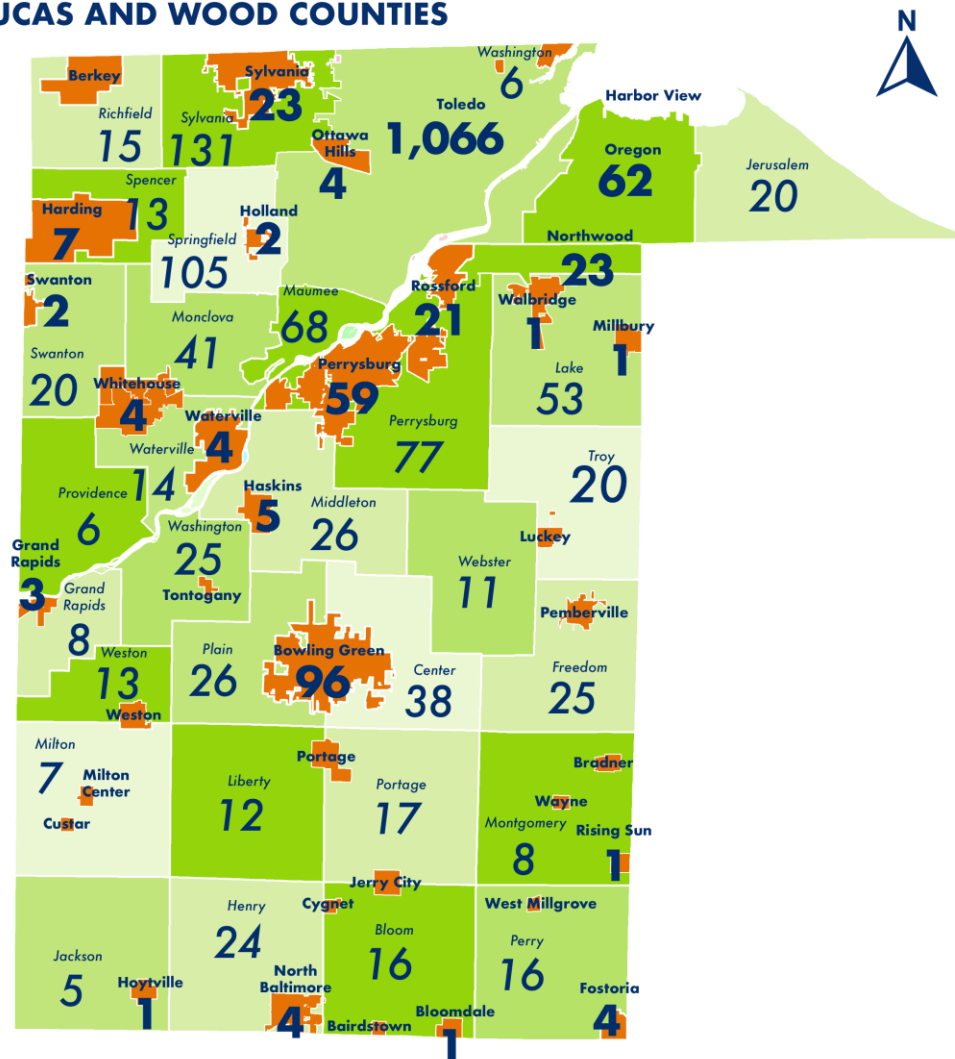 UCAS AND WOOD COUNTIES
N
Berkey
Richfield
15
Sylvania
23
Sylvania
131
Washington
6
Toledo
1,066
Ottawa
Hills
4
Harbor View
Oregon
62
Jerusalem
20
Spencer
13
Harding
7
Holland
2
Springfield
105
Northwood
23
Swanton
2
Swanton
20
Monclova
41
Maumee
68
Rossford
21
Walbridge
1
Millbury
1
Lake
53
Whitehouse
4
Perrysburg
59
Perrysburg
77
Waterville
4
Waterville
14
Troy
20
Providence
6
Haskins
5
Middleton
26
Luckey
Washington
25
Tontogany
Webster
11
Grand
Rapids
3
Grand
Rapids
8
Pemberville
Weston
13
Weston
Plain
26
Bowling Green
96
Center
38
Freedom
25
Milton
7
Milton
Center
Custar
Liberty
12
Portage
Portage
17
Bradner
Wayne
Montgomery
8
Rising Sun
1
Jerry City
Cygnet
West Millgrove
Henry
24
Bloom
16
Perry
16
Jackson
5
Hoytville
1
North
Baltimore
4
Bairdstown
Bloomdale
1
Fostoria
4